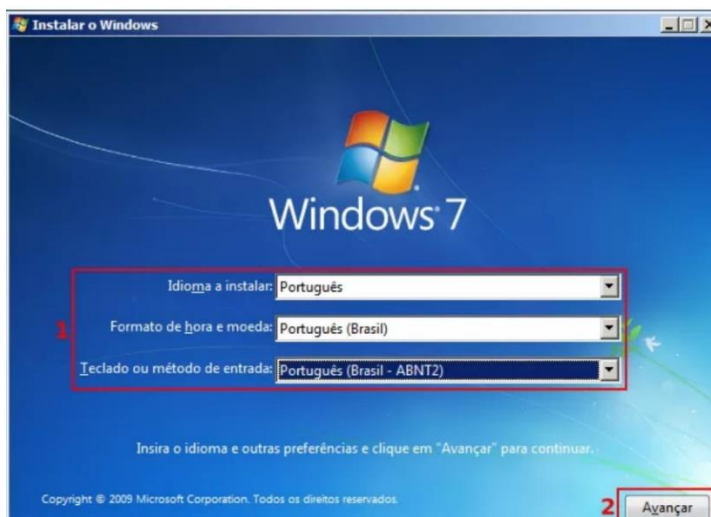 Instalar o Windows
Windows 7
Idioma a instalar: Português
1
Formato de hora e moeda: Português (Brasil)
Teclado ou método de entrada: Português (Brasil - ABNT2)
Insira o idioma e outras preferências e clique em "Avançar" para continuar.
Copyright © 2009 Microsoft Corporation. Todos os direitos reservados.
2 Avançar